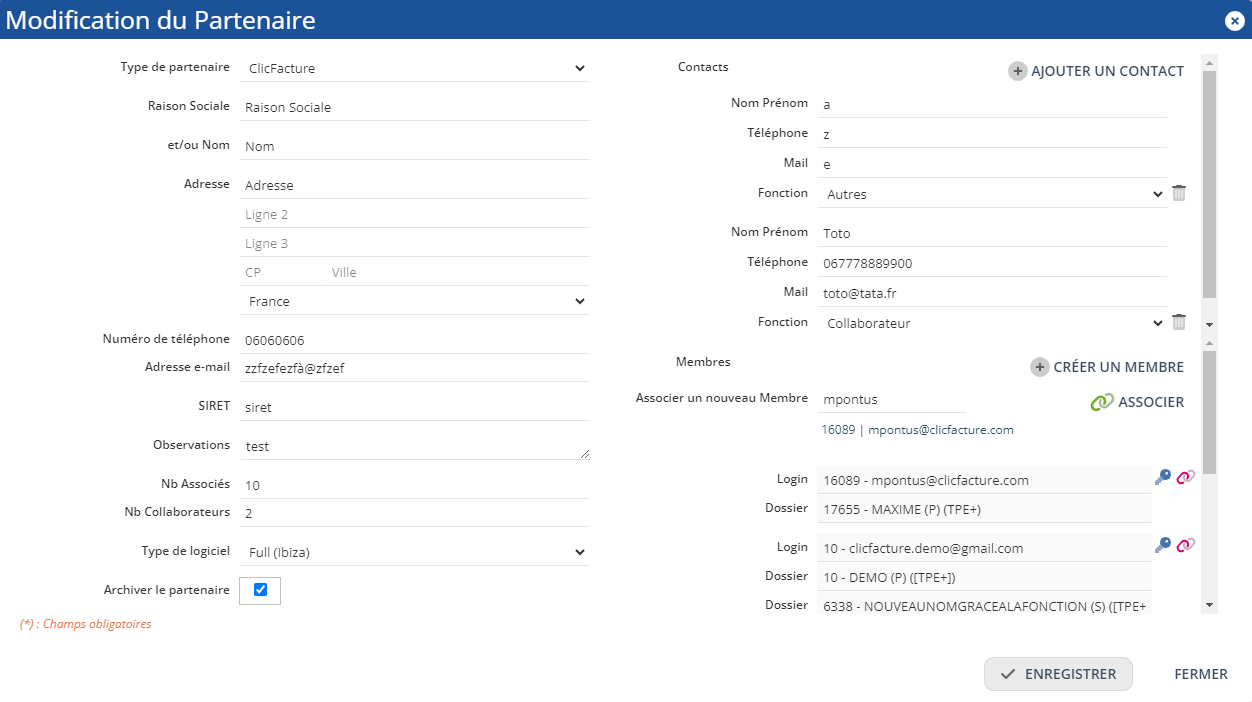 Modification du Partenaire
Type de partenaire ClicFacture
Raison Sociale Raison Sociale
et/ou Nom Nom
Adresse Adresse
Ligne 2
Ligne 3
CP Ville
France
Numéro de téléphone 06060606
Adresse e-mail zzfzefezfà@zfzef
SIRET siret
Observations test
Nb Associés 10
Nb Collaborateurs 2
Type de logiciel Full (Ibiza)
Archiver le partenaire
(*) : Champs obligatoires
Contacts AJOUTER UN CONTACT
Nom Prénom a
Téléphone z
Mail e
Fonction Autres
Nom Prénom Toto
Téléphone 067778889900
Mail toto@tata.fr
Fonction Collaborateur
Membres CRÉER UN MEMBRE
Associer un nouveau Membre mpontus ASSOCIER
16089 | mpontus@clicfacture.com
Login 16089 - mpontus@clicfacture.com
Dossier 17655 - MAXIME (P) (TPE+)
Login 10 - clicfacture.demo@gmail.com
Dossier 10 - DEMO (P) ([TPE+])
Dossier 6338 - NOUVEAUNOMGRACEALAFONCTION (S) ([TPE+
ENREGISTRER FERMER